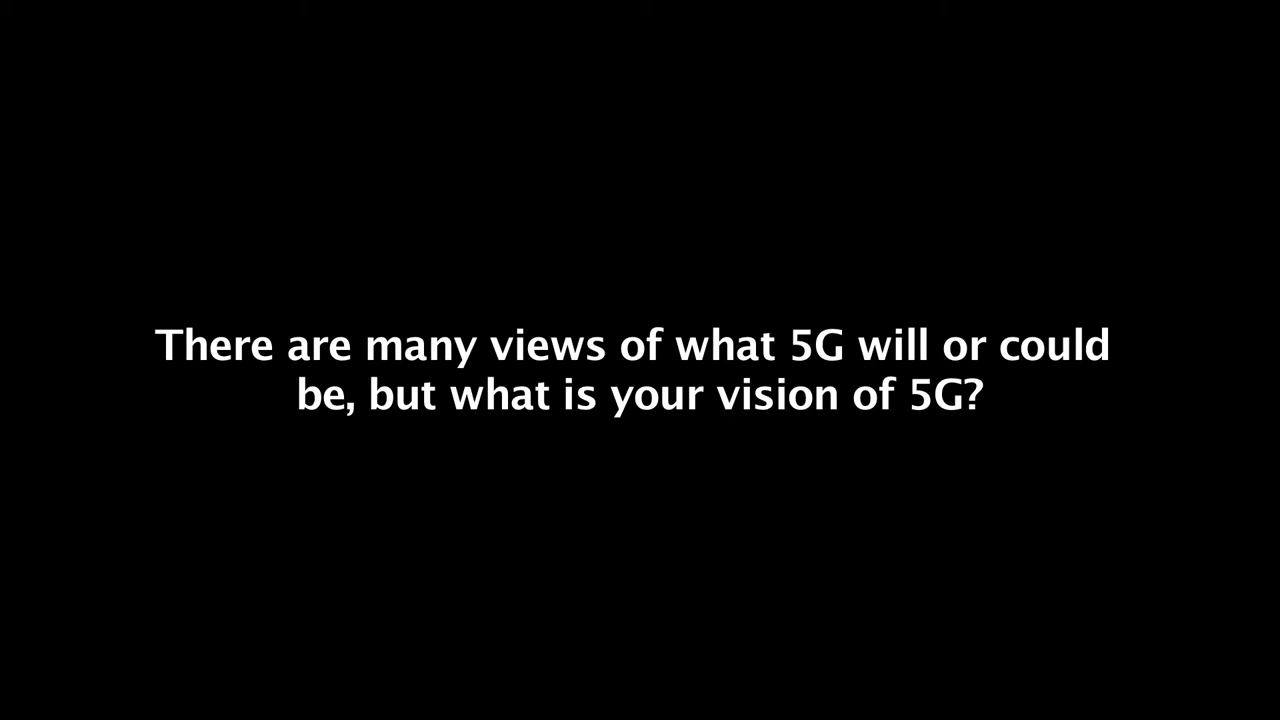 There are many views of what 5G will or could
be, but what is your vision of 5G?